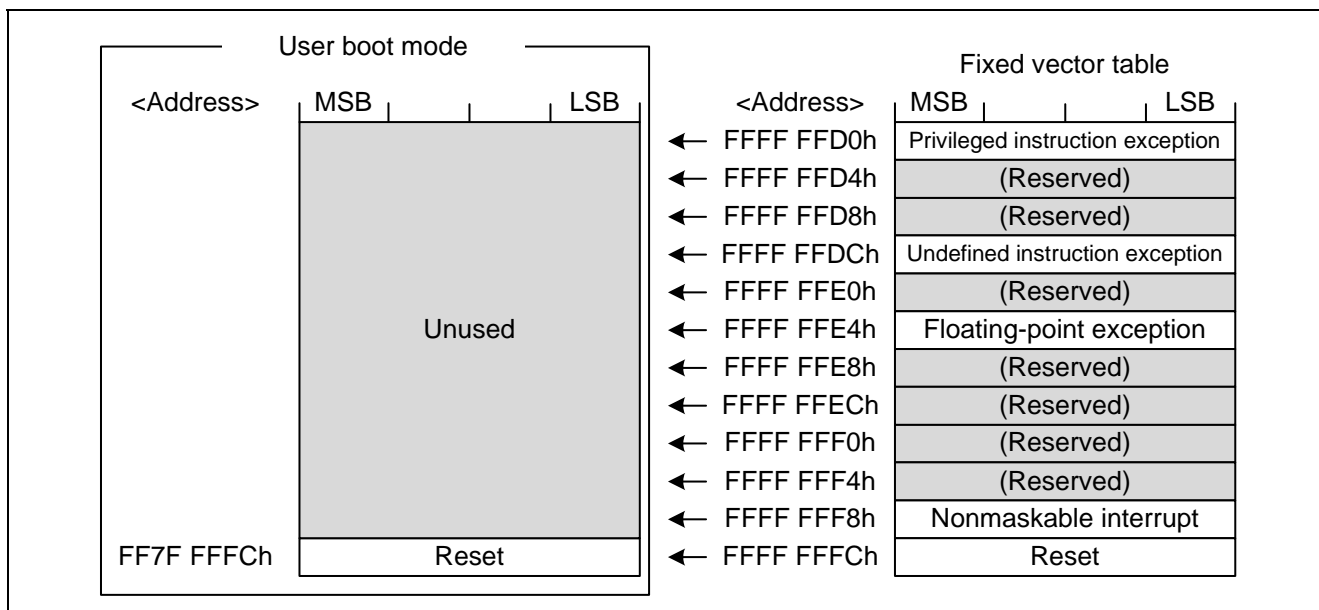 User boot mode
<Address> MSB LSB
Unused
FF7F FFFCh Reset
Fixed vector table
<Address> MSB LSB
FFFF FFD0h Privileged instruction exception
FFFF FFD4h (Reserved)
FFFF FFD8h (Reserved)
FFFF FFDCh Undefined instruction exception
FFFF FFE0h (Reserved)
FFFF FFE4h Floating-point exception
FFFF FFE8h (Reserved)
FFFF FFECh (Reserved)
FFFF FFF0h (Reserved)
FFFF FFF4h (Reserved)
FFFF FFF8h Nonmaskable interrupt
FFFF FFFCh Reset